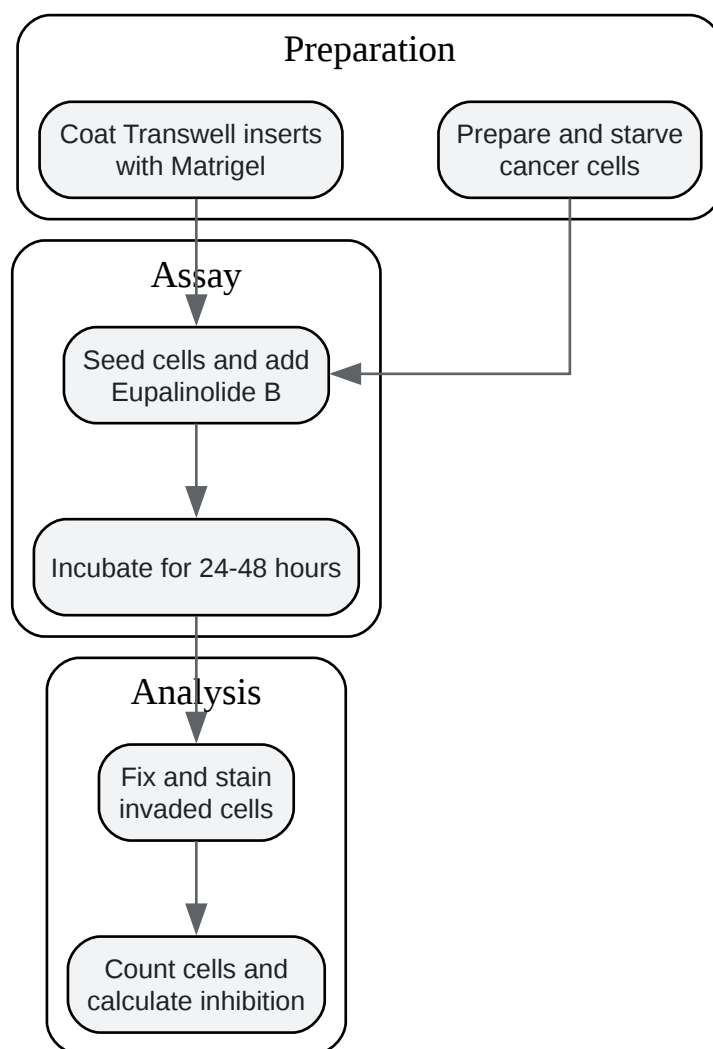 Preparation
Coat Transwell inserts
with Matrigel
Prepare and starve
cancer cells
Assay
Seed cells and add
Eupalinolide B
Incubate for 24-48 hours
Analysis
Fix and stain
invaded cells
Count cells and
calculate inhibition